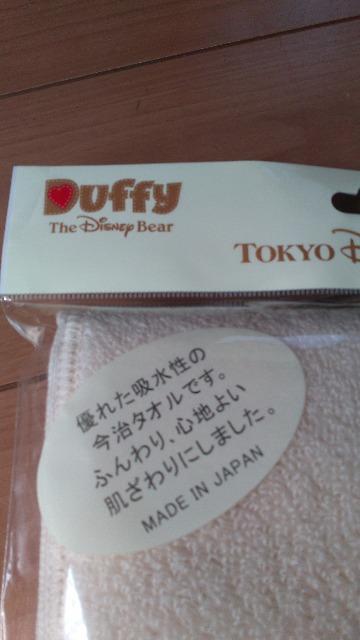 Duffy
The Disney Bear
TOKYO D
優れた吸水性の
今治タオルです。
ふんわり、心地よい
肌ざわりにしました。
MADE IN JAPAN